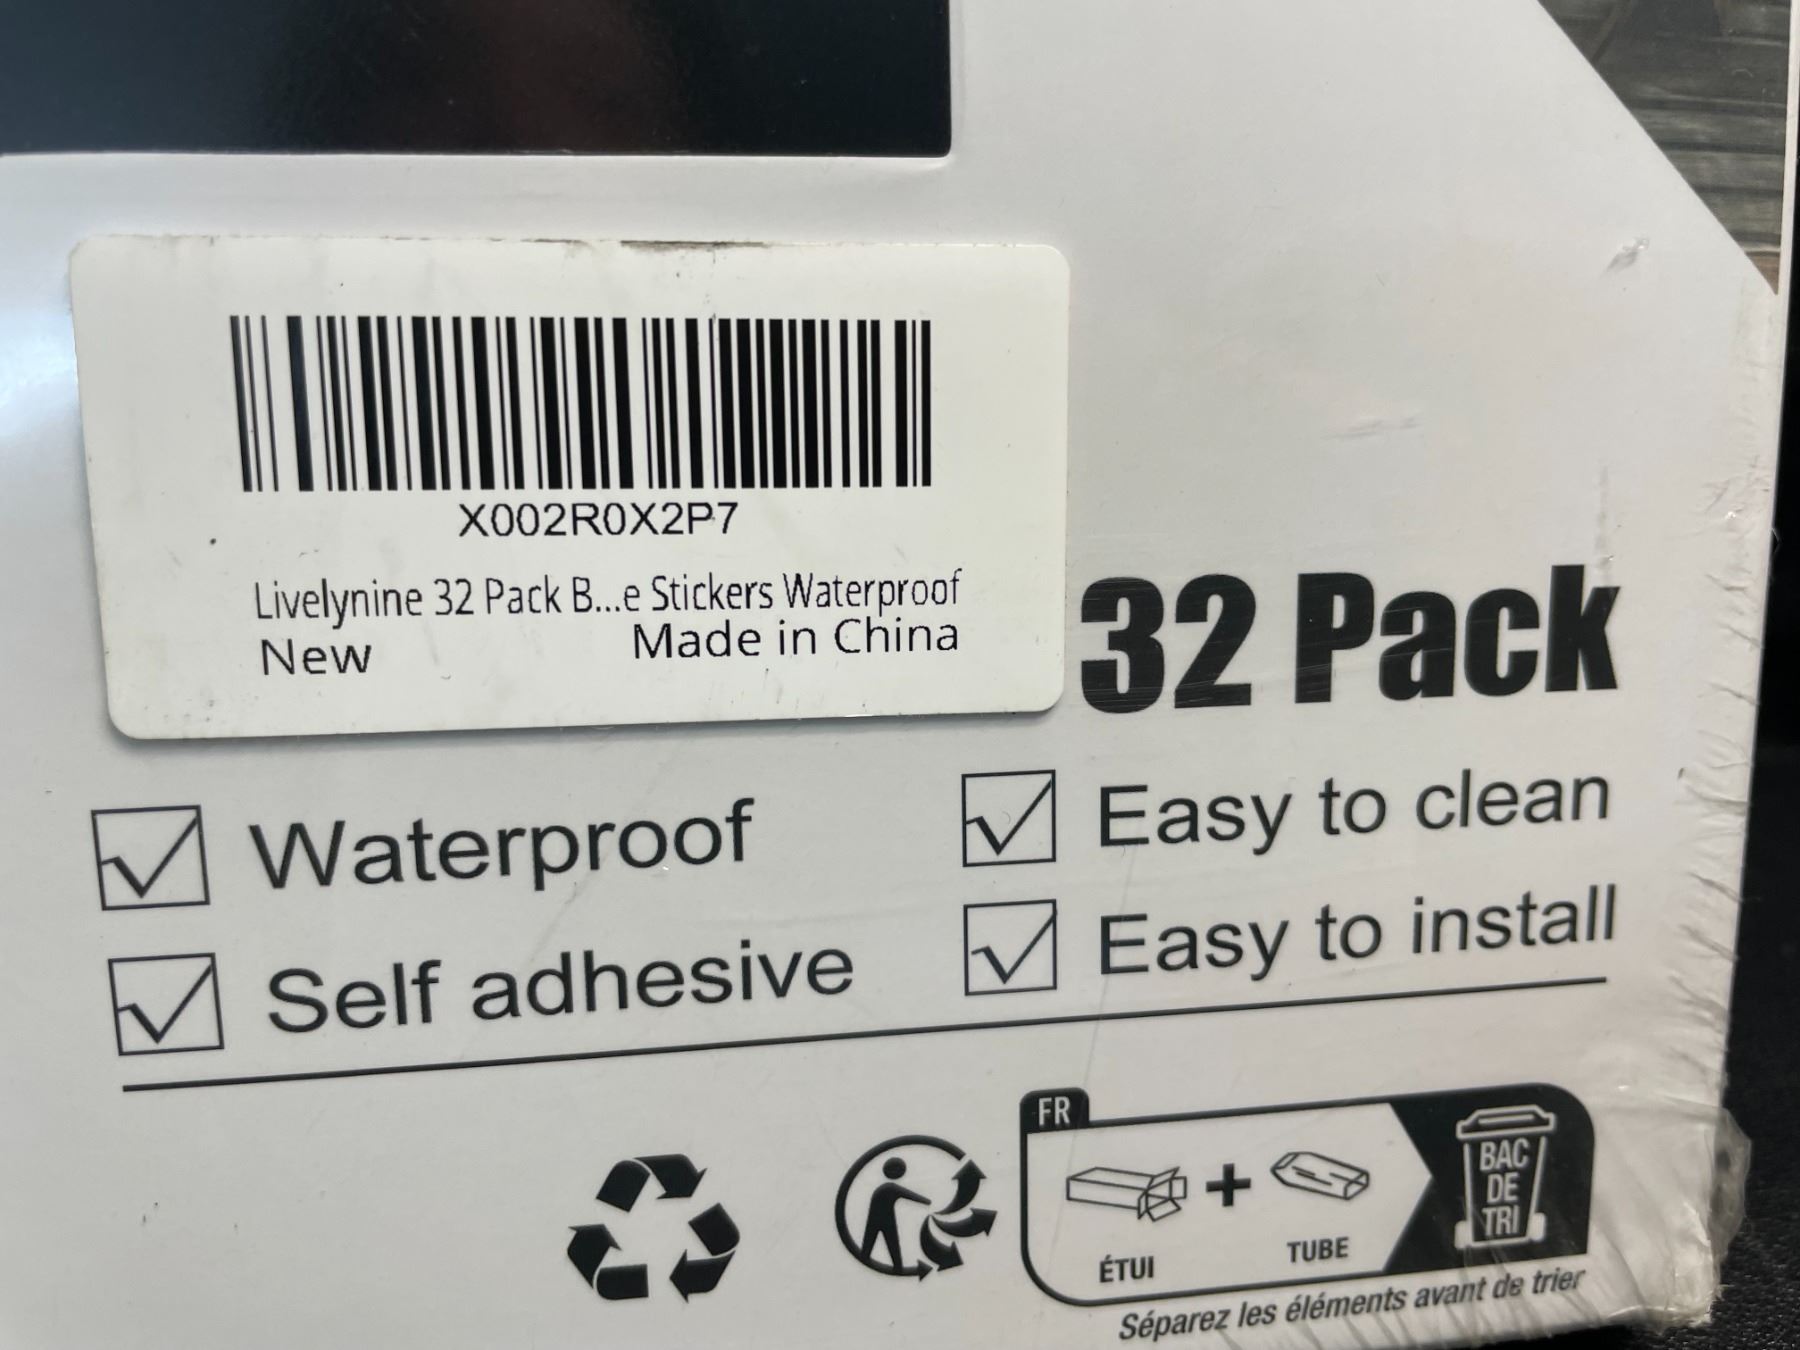 X002R0X2P7
Livelynine 32 Pack B...e Stickers Waterproof
New Made in China
32 Pack
Waterproof
Easy to clean
Self adhesive
Easy to install
FR
+
ÉTUI
TUBE
BAC
DE
TRI
Séparez les éléments avant de trier